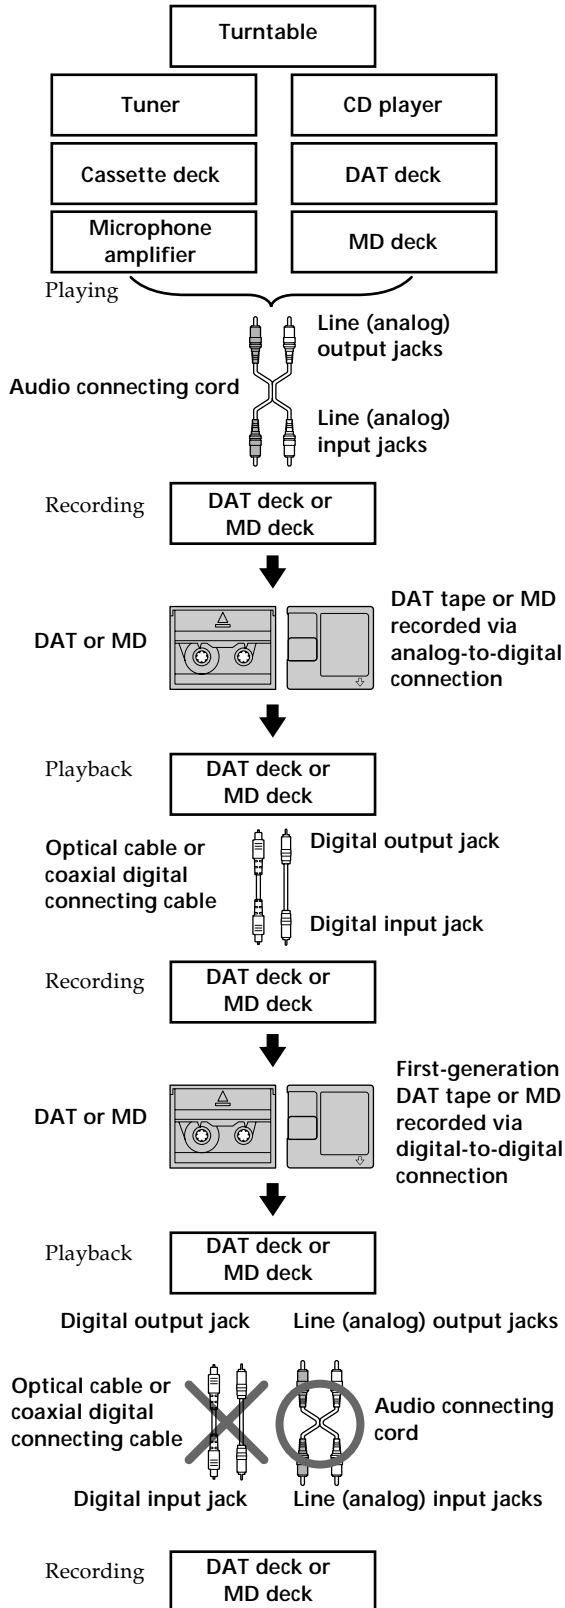 Turntable
Tuner
CD player
Cassette deck
DAT deck
Microphone
amplifier
MD deck
Playing
Line (analog)
output jacks
Audio connecting cord
Line (analog)
input jacks
Recording
DAT deck or
MD deck
DAT or MD
DAT tape or MD
recorded via
analog-to-digital
connection
Playback
DAT deck or
MD deck
Optical cable or
coaxial digital
connecting cable
Digital output jack
Digital input jack
Recording
DAT deck or
MD deck
DAT or MD
First-generation
DAT tape or MD
recorded via
digital-to-digital
connection
Playback
DAT deck or
MD deck
Digital output jack
Line (analog) output jacks
Optical cable or
coaxial digital
connecting cable
Audio connecting
cord
Digital input jack
Line (analog) input jacks
Recording
DAT deck or
MD deck